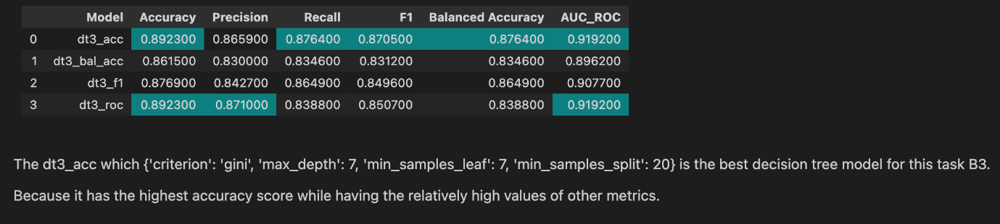 Model Accuracy Precision Recall F1 Balanced Accuracy AUC_ROC
0 dt3_acc 0.892300 0.865900 0.876400 0.870500 0.876400 0.919200
1 dt3_bal_acc 0.861500 0.830000 0.834600 0.831200 0.834600 0.896200
2 dt3_f1 0.876900 0.842700 0.864900 0.849600 0.864900 0.907700
3 dt3_roc 0.892300 0.871000 0.838800 0.850700 0.838800 0.919200
The dt3_acc which {'criterion': 'gini', 'max_depth': 7, 'min_samples_leaf': 7, 'min_samples_split': 20} is the best decision tree model for this task B3.
Because it has the highest accuracy score while having the relatively high values of other metrics.